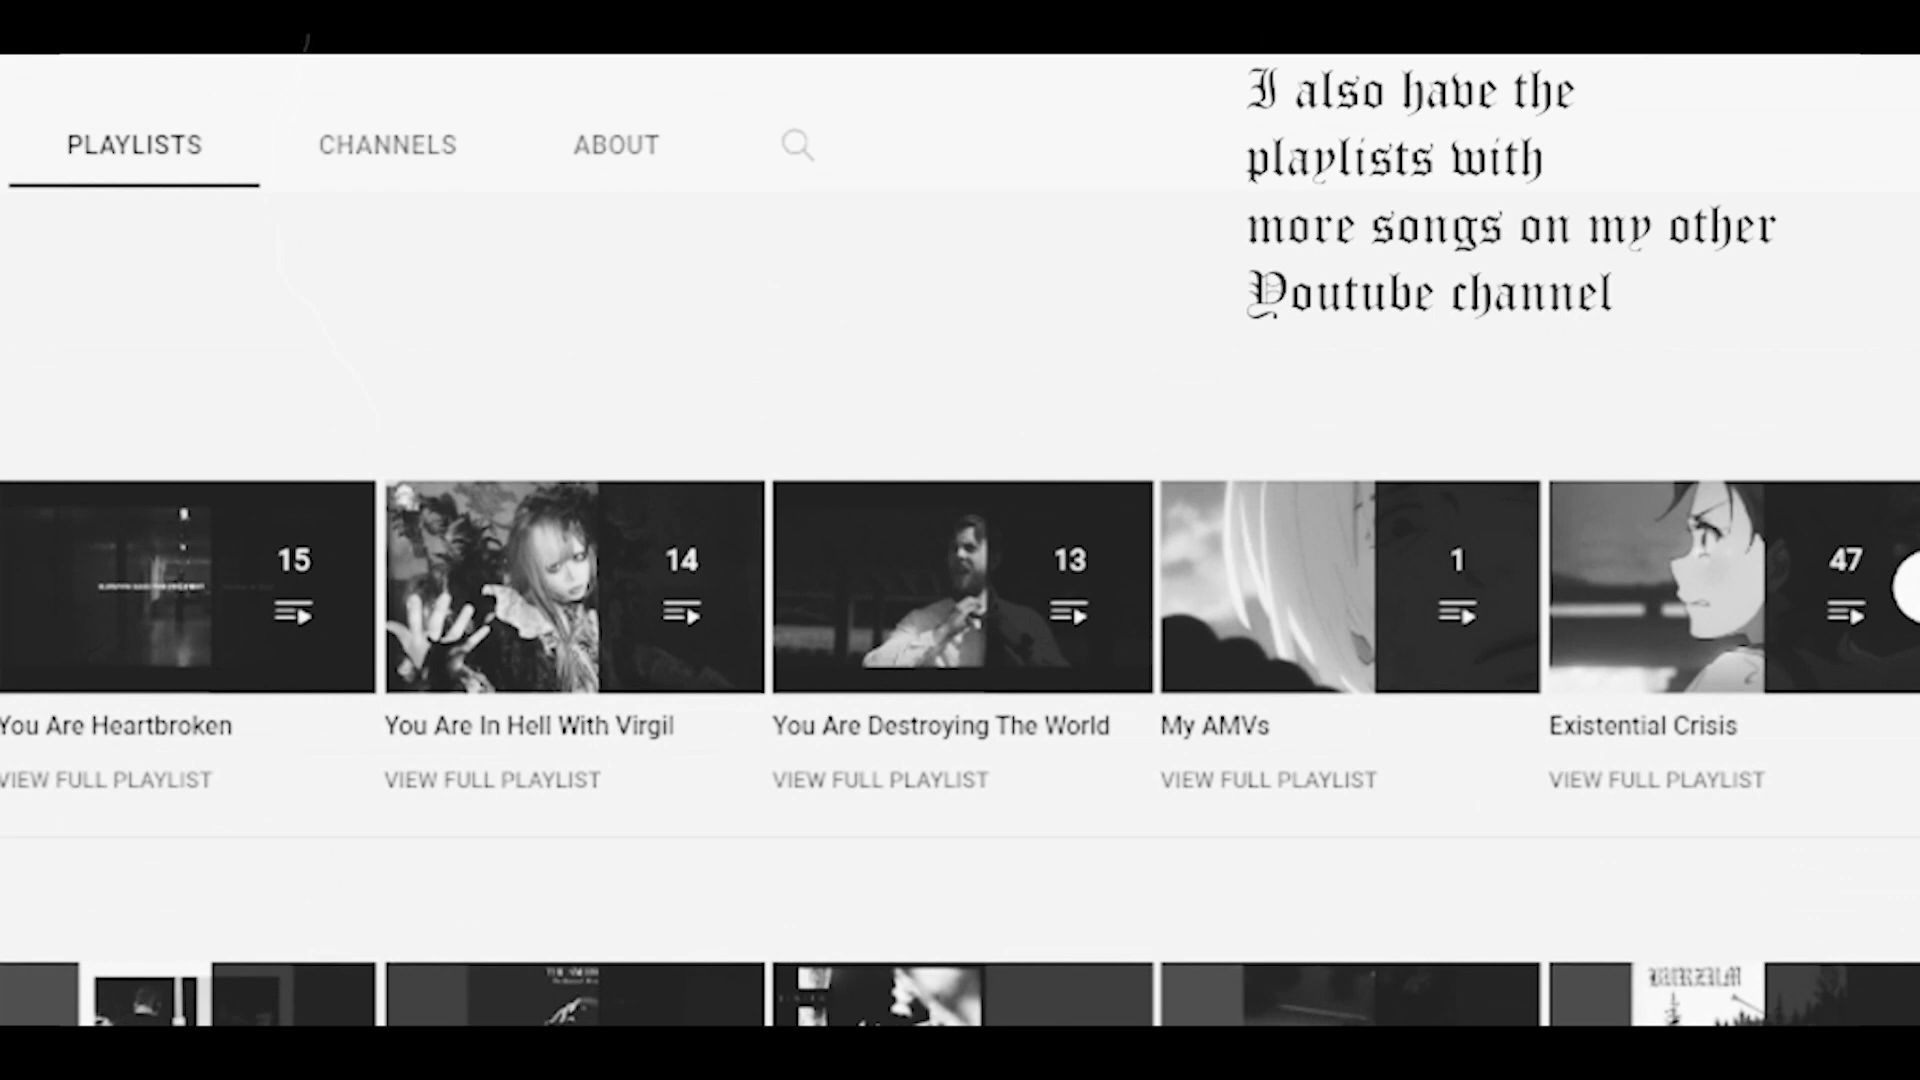 I also have the
playlists with
more songs on my other
Youtube channel
PLAYLISTS CHANNELS ABOUT
15 14 13 1 47
You Are Heartbroken You Are In Hell With Virgil You Are Destroying The World My AMVs Existential Crisis
VIEW FULL PLAYLIST VIEW FULL PLAYLIST VIEW FULL PLAYLIST VIEW FULL PLAYLIST VIEW FULL PLAYLIST
BURZUM